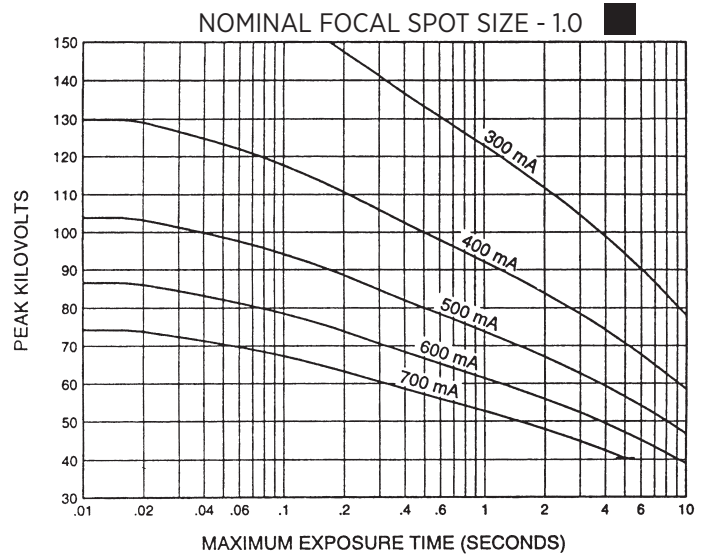 NOMINAL FOCAL SPOT SIZE - 1.0
150
140
130
120
110
100
90
80
70
60
50
40
30
PEAK KILOVOLTS
300 mA
400 mA
500 mA
600 mA
700 mA
.01 .02 .04 .06 .1 .2 .4 .6 1 2 4 6 10
MAXIMUM EXPOSURE TIME (SECONDS)